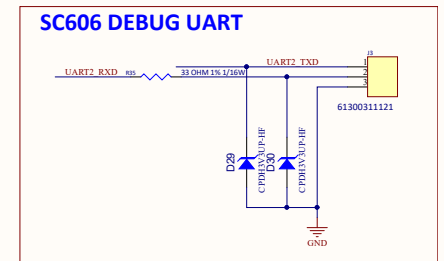 SC606 DEBUG UART
J3
UART2_TXD
1
UART2_RXD R35 33 OHM 1% 1/16W
2
3
61300311121
D29
CPDH3V3UP-HF
D30
CPDH3V3UP-HF
GND